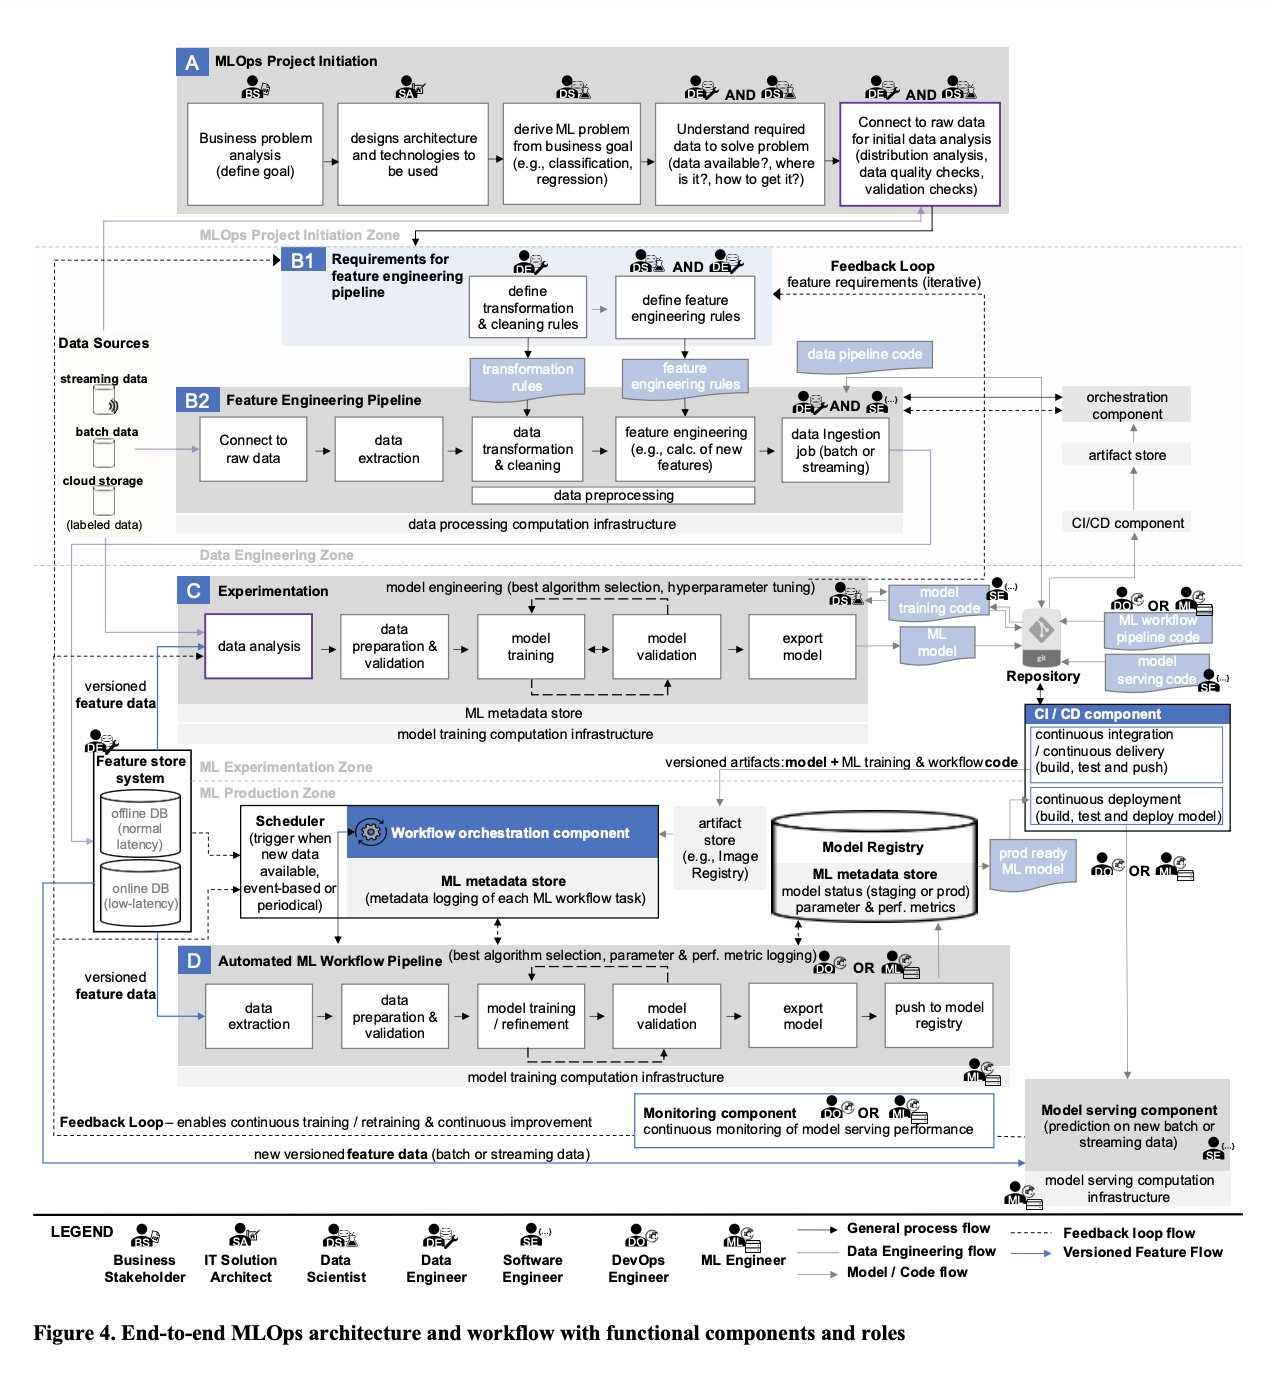 A MLOps Project Initiation
BS
SA
DS
DE AND DS
DE AND DS
Business problem
analysis
(define goal)
designs architecture
and technologies to
be used
derive ML problem
from business goal
(e.g., classification,
regression)
Understand required
data to solve problem
(data available?, where
is it?, how to get it?)
Connect to raw data
for initial data analysis
(distribution analysis,
data quality checks,
validation checks)
MLOps Project Initiation Zone
B1 Requirements for
feature engineering
pipeline
DE
DS AND DE
define
transformation
& cleaning rules
define feature
engineering rules
Feedback Loop
feature requirements (iterative)
Data Sources
streaming data
batch data
cloud storage
(labeled data)
transformation
rules
feature
engineering rules
data pipeline code
B2 Feature Engineering Pipeline
DE AND SE {...}
Connect to
raw data
data
extraction
data
transformation
& cleaning
feature engineering
(e.g., calc. of new
features)
data Ingestion
job (batch or
streaming)
data preprocessing
data processing computation infrastructure
orchestration
component
artifact store
CI/CD component
Data Engineering Zone
C Experimentation
model engineering (best algorithm selection, hyperparameter tuning)
DS
data analysis
data
preparation &
validation
model
training
model
validation
export
model
ML metadata store
model training computation infrastructure
model
training code
SE {...}
ML
model
git
Repository
DO OR ML
ML workflow
pipeline code
model
serving code
SE {...}
versioned
feature data
DE
Feature store
system
offline DB
(normal
latency)
online DB
(low-latency)
ML Experimentation Zone
ML Production Zone
versioned artifacts: model + ML training & workflow code
CI / CD component
continuous integration
/ continuous delivery
(build, test and push)
continuous deployment
(build, test and deploy model)
Scheduler
(trigger when
new data
available,
event-based or
periodical)
Workflow orchestration component
ML metadata store
(metadata logging of each ML workflow task)
artifact
store
(e.g., Image
Registry)
Model Registry
ML metadata store
model status (staging or prod)
parameter & perf. metrics
prod ready
ML model
DO OR ML
versioned
feature data
D Automated ML Workflow Pipeline
(best algorithm selection, parameter & perf. metric logging)
DO OR ML
data
extraction
data
preparation &
validation
model training
/ refinement
model
validation
export
model
push to model
registry
model training computation infrastructure
ML
Feedback Loop – enables continuous training / retraining & continuous improvement
Monitoring component
DO OR ML
continuous monitoring of model serving performance
new versioned feature data (batch or streaming data)
Model serving component
(prediction on new batch or
streaming data)
SE {...}
model serving computation
infrastructure
ML
LEGEND
BS
Business
Stakeholder
SA
IT Solution
Architect
DS
Data
Scientist
DE
Data
Engineer
SE {...}
Software
Engineer
DO
DevOps
Engineer
ML
ML Engineer
General process flow
Data Engineering flow
Model / Code flow
Feedback loop flow
Versioned Feature Flow
Figure 4. End-to-end MLOps architecture and workflow with functional components and roles